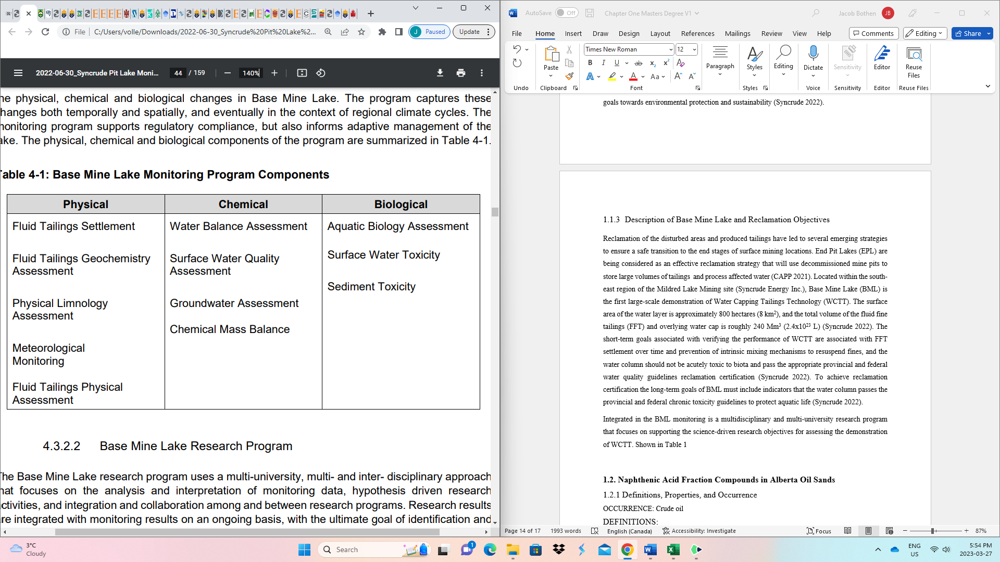 File
C:/Users/volle/Downloads/2022-06-30_Syncrude%20Pit%20Lake%2...
J Paused
Update
2022-06-30_Syncrude Pit Lake Moni...
44 / 159
140%
he physical, chemical and biological changes in Base Mine Lake. The program captures these
hanges both temporally and spatially, and eventually in the context of regional climate cycles. The
nonitoring program supports regulatory compliance, but also informs adaptive management of the
ake. The physical, chemical and biological components of the program are summarized in Table 4-1.
Table 4-1: Base Mine Lake Monitoring Program Components
Physical Chemical Biological
Fluid Tailings Settlement
Fluid Tailings Geochemistry
Assessment
Physical Limnology
Assessment
Meteorological
Monitoring
Fluid Tailings Physical
Assessment
Water Balance Assessment
Surface Water Quality
Assessment
Groundwater Assessment
Chemical Mass Balance
Aquatic Biology Assessment
Surface Water Toxicity
Sediment Toxicity
4.3.2.2 Base Mine Lake Research Program
The Base Mine Lake research program uses a multi-university, multi- and inter- disciplinary approach
hat focuses on the analysis and interpretation of monitoring data, hypothesis driven research
ctivities, and integration and collaboration among and between research programs. Research results
re integrated with monitoring results on an ongoing basis, with the ultimate goal of identification and
AutoSave Off
Chapter One Masters Degree V1
Jacob Bothen JB
File Home Insert Draw Design Layout References Mailings Review View Help
Comments Editing Share
Times New Roman 12
Paste
B I U ab x₂ x² A
A A Aa A A
Paragraph
Styles
Editing
Dictate
Sensitivity
Editor
Reuse
Files
Undo Clipboard Font Styles Voice Sensitivity Editor Reuse Files
goals towards environmental protection and sustainability (Syncrude 2022).
1.1.3 Description of Base Mine Lake and Reclamation Objectives
Reclamation of the disturbed areas and produced tailings have led to several emerging strategies
to ensure a safe transition to the end stages of surface mining locations. End Pit Lakes (EPL) are
being considered as an effective reclamation strategy that will use decommissioned mine pits to
store large volumes of tailings and process affected water (CAPP 2021). Located within the south-
east region of the Mildred Lake Mining site (Syncrude Energy Inc.), Base Mine Lake (BML) is
the first large-scale demonstration of Water Capping Tailings Technology (WCTT). The surface
area of the water layer is approximately 800 hectares (8 km²), and the total volume of the fluid fine
tailings (FFT) and overlying water cap is roughly 240 Mm³ (2.4x10²³ L) (Syncrude 2022). The
short-term goals associated with verifying the performance of WCTT are associated with FFT
settlement over time and prevention of intrinsic mixing mechanisms to resuspend fines, and the
water column should not be acutely toxic to biota and pass the appropriate provincial and federal
water quality guidelines reclamation certification (Syncrude 2022). To achieve reclamation
certification the long-term goals of BML must include indicators that the water column passes the
provincial and federal chronic toxicity guidelines to protect aquatic life (Syncrude 2022).
Integrated in the BML monitoring is a multidisciplinary and multi-university research program
that focuses on supporting the science-driven research objectives for assessing the demonstration
of WCTT. Shown in Table 1
1.2. Naphthenic Acid Fraction Compounds in Alberta Oil Sands
1.2.1 Definitions, Properties, and Occurrence
OCCURRENCE: Crude oil
DEFINITIONS:
Page 14 of 17 1993 words English (Canada) Accessibility: Investigate
Focus
87%
3°C
Cloudy
Search
1
ENG
US
5:54 PM
2023-03-27